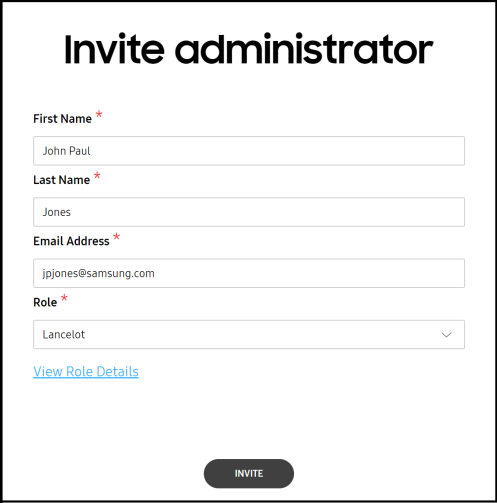 Invite administrator
First Name *
John Paul
Last Name *
Jones
Email Address *
jpjones@samsung.com
Role *
Lancelot
View Role Details
INVITE